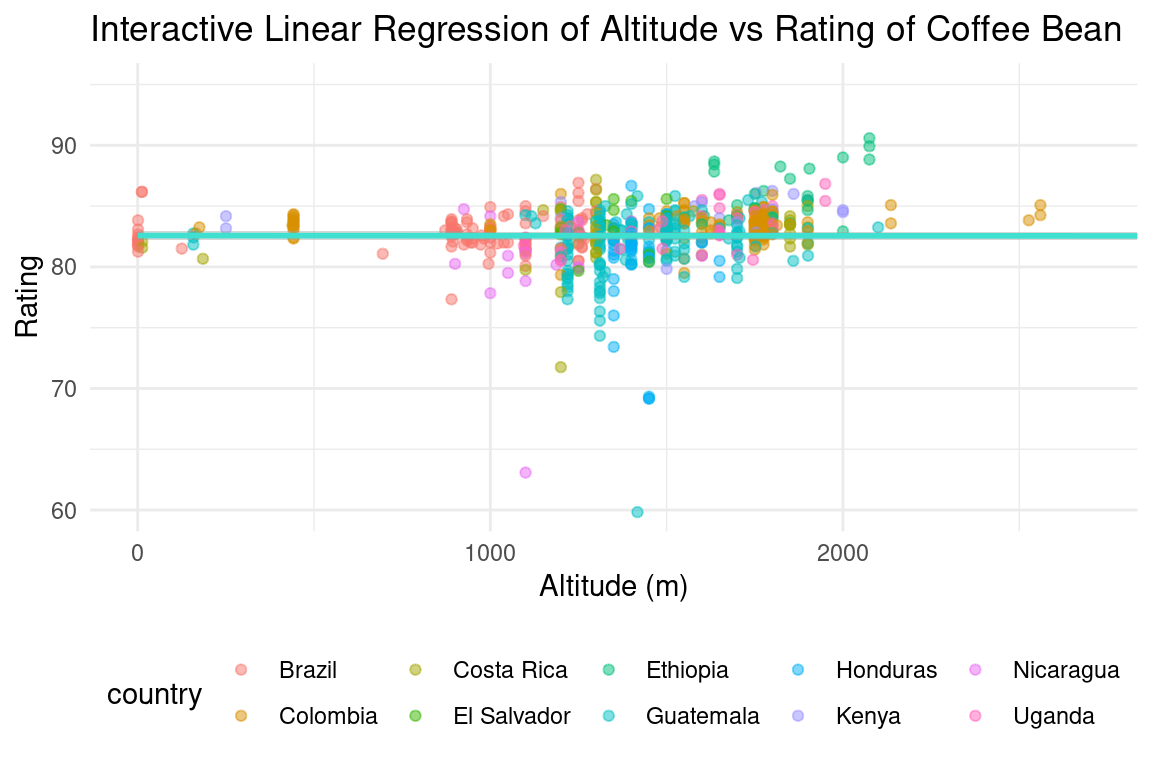 Interactive Linear Regression of Altitude vs Rating of Coffee Bean
90
80
70
60
Rating
0 1000 2000
Altitude (m)
country
Brazil Costa Rica Ethiopia Honduras Nicaragua
Colombia El Salvador Guatemala Kenya Uganda